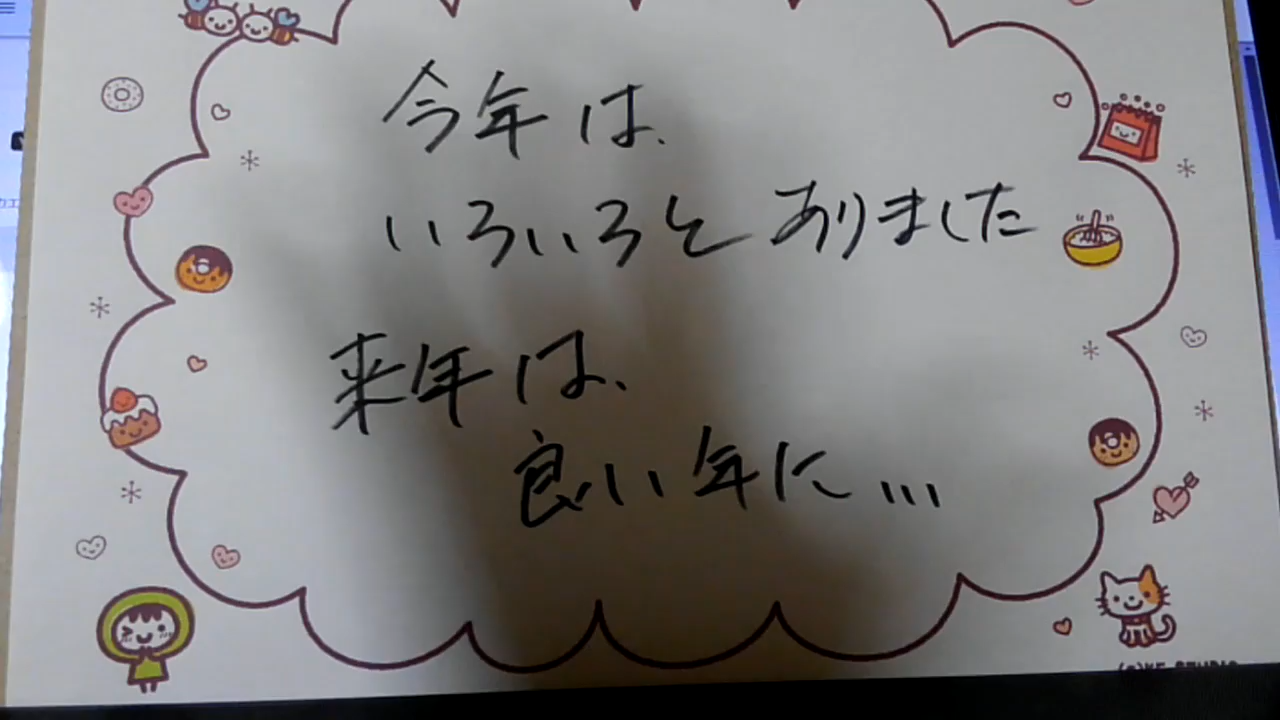 今年は、
いろいろとありました
来年は、
良い年に...